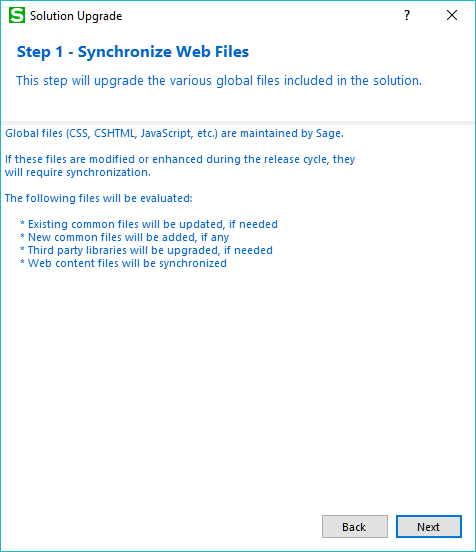 S Solution Upgrade ?
Step 1 - Synchronize Web Files
This step will upgrade the various global files included in the solution.
Global files (CSS, CSHTML, JavaScript, etc.) are maintained by Sage.
If these files are modified or enhanced during the release cycle, they
will require synchronization.
The following files will be evaluated:
* Existing common files will be updated, if needed
* New common files will be added, if any
* Third party libraries will be upgraded, if needed
* Web content files will be synchronized
Back Next